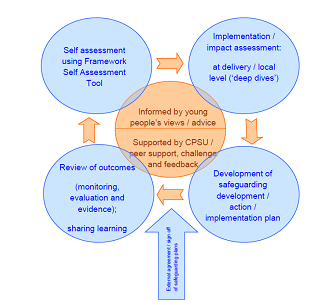 Self assessment
using Framework
Self Assessment
Tool
Implementation /
impact assessment:
at delivery / local
level ('deep dives')
Informed by young
people's views / advice
Supported by CPSU /
peer support, challenge
and feedback
Review of outcomes
(monitoring,
evaluation and
evidence);
sharing learning
Development of
safeguarding
development /
action /
implementation plan
External agreement / sign off
of safeguarding plans